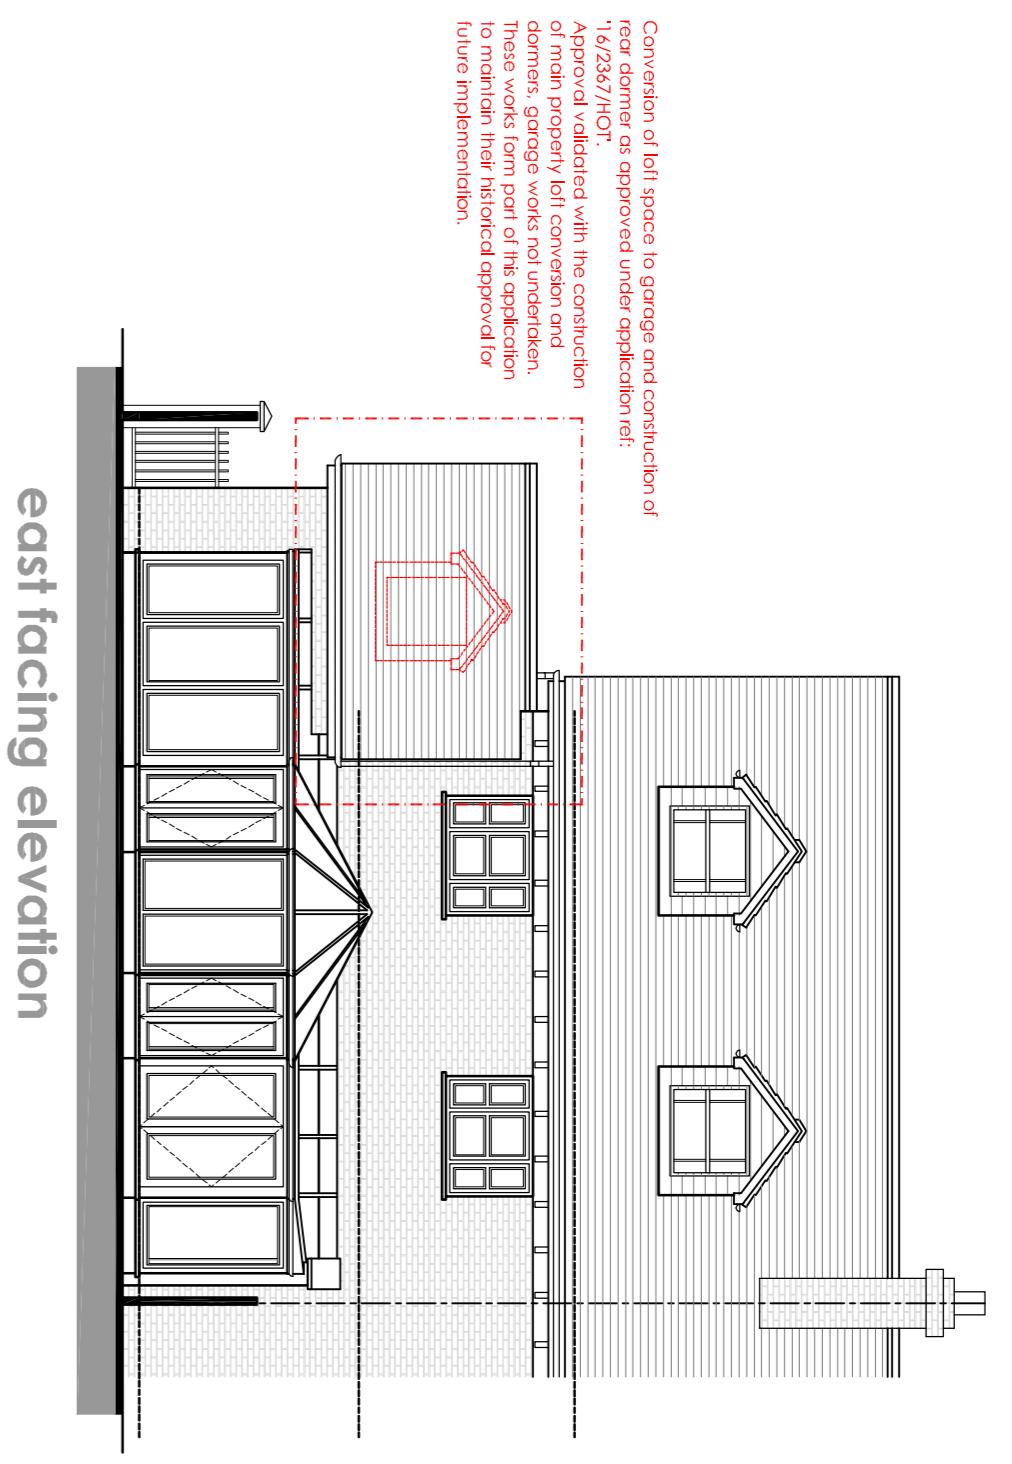 Conversion of loft space to garage and construction of
rear dormer as approved under application ref:
'16/2367/HOT'.
Approval validated with the construction
of main property loft conversion and
dormers, garage works not undertaken.
These works form part of this application
to maintain their historical approval for
future implementation.
east facing elevation